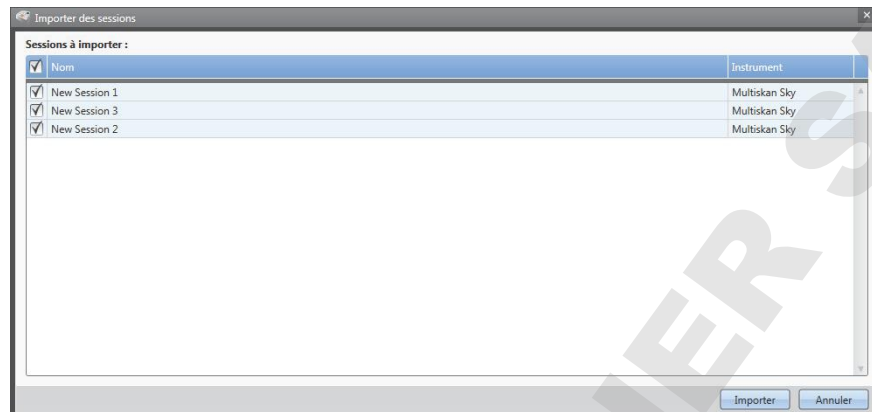 Importer des sessions
Sessions à importer :
Nom Instrument
New Session 1 Multiskan Sky
New Session 3 Multiskan Sky
New Session 2 Multiskan Sky
Importer Annuler